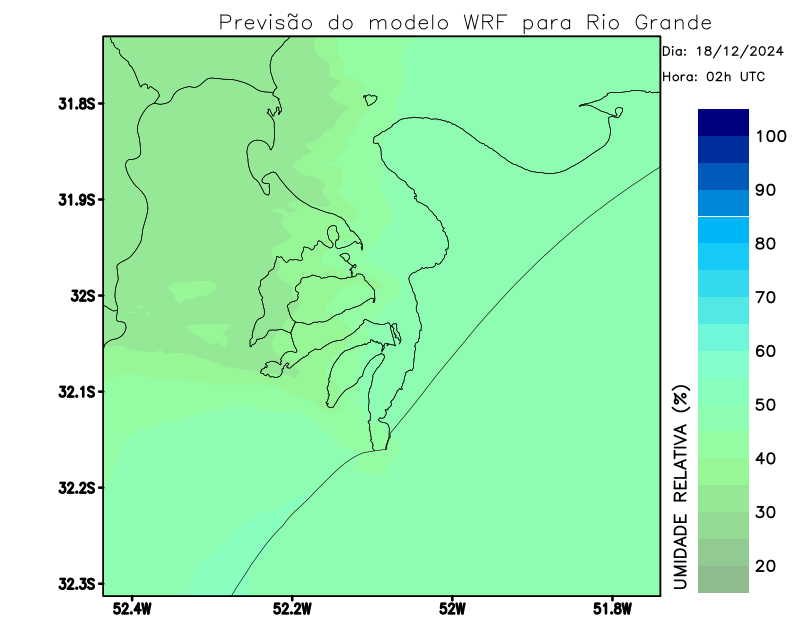 Previsão do modelo WRF para Rio Grande
Dia: 18/12/2024
Hora: 02h UTC
31.8S
31.9S
32S
32.1S
32.2S
32.3S
52.4W
52.2W
52W
51.8W
100
90
80
70
60
50
40
30
20
UMIDADE RELATIVA (%)